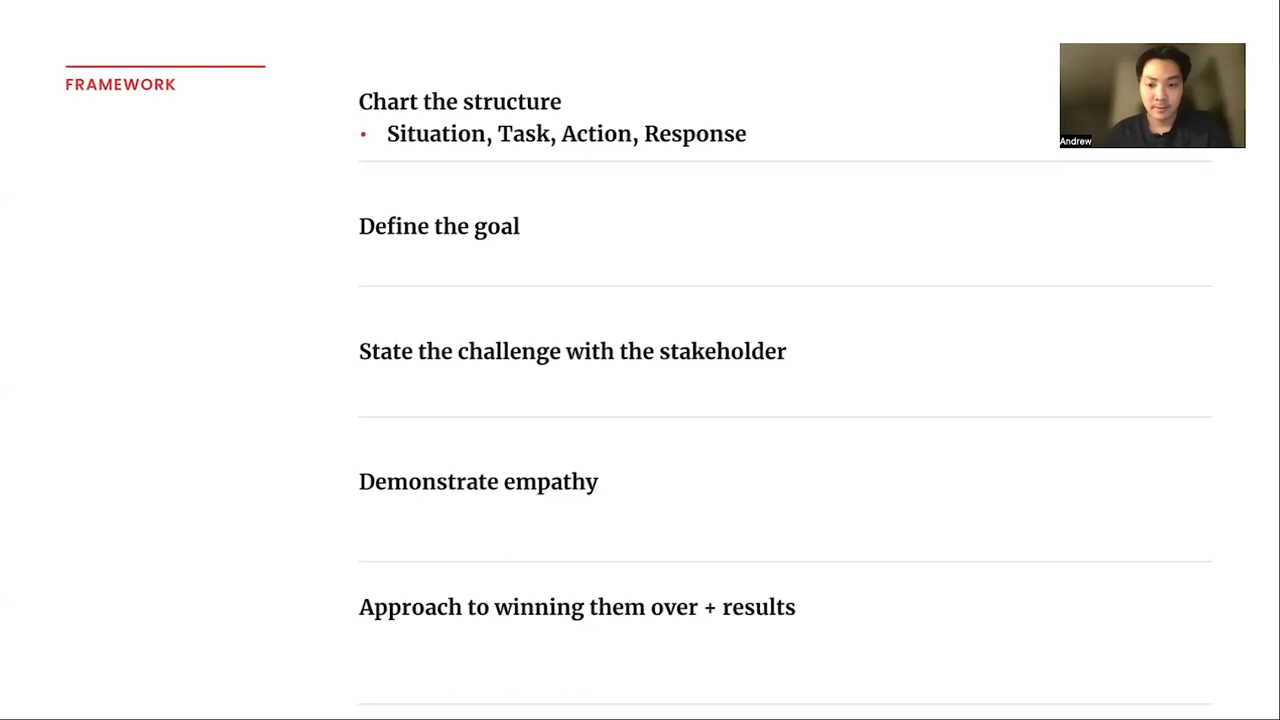 FRAMEWORK
Chart the structure
• Situation, Task, Action, Response
Andrew
Define the goal
State the challenge with the stakeholder
Demonstrate empathy
Approach to winning them over + results